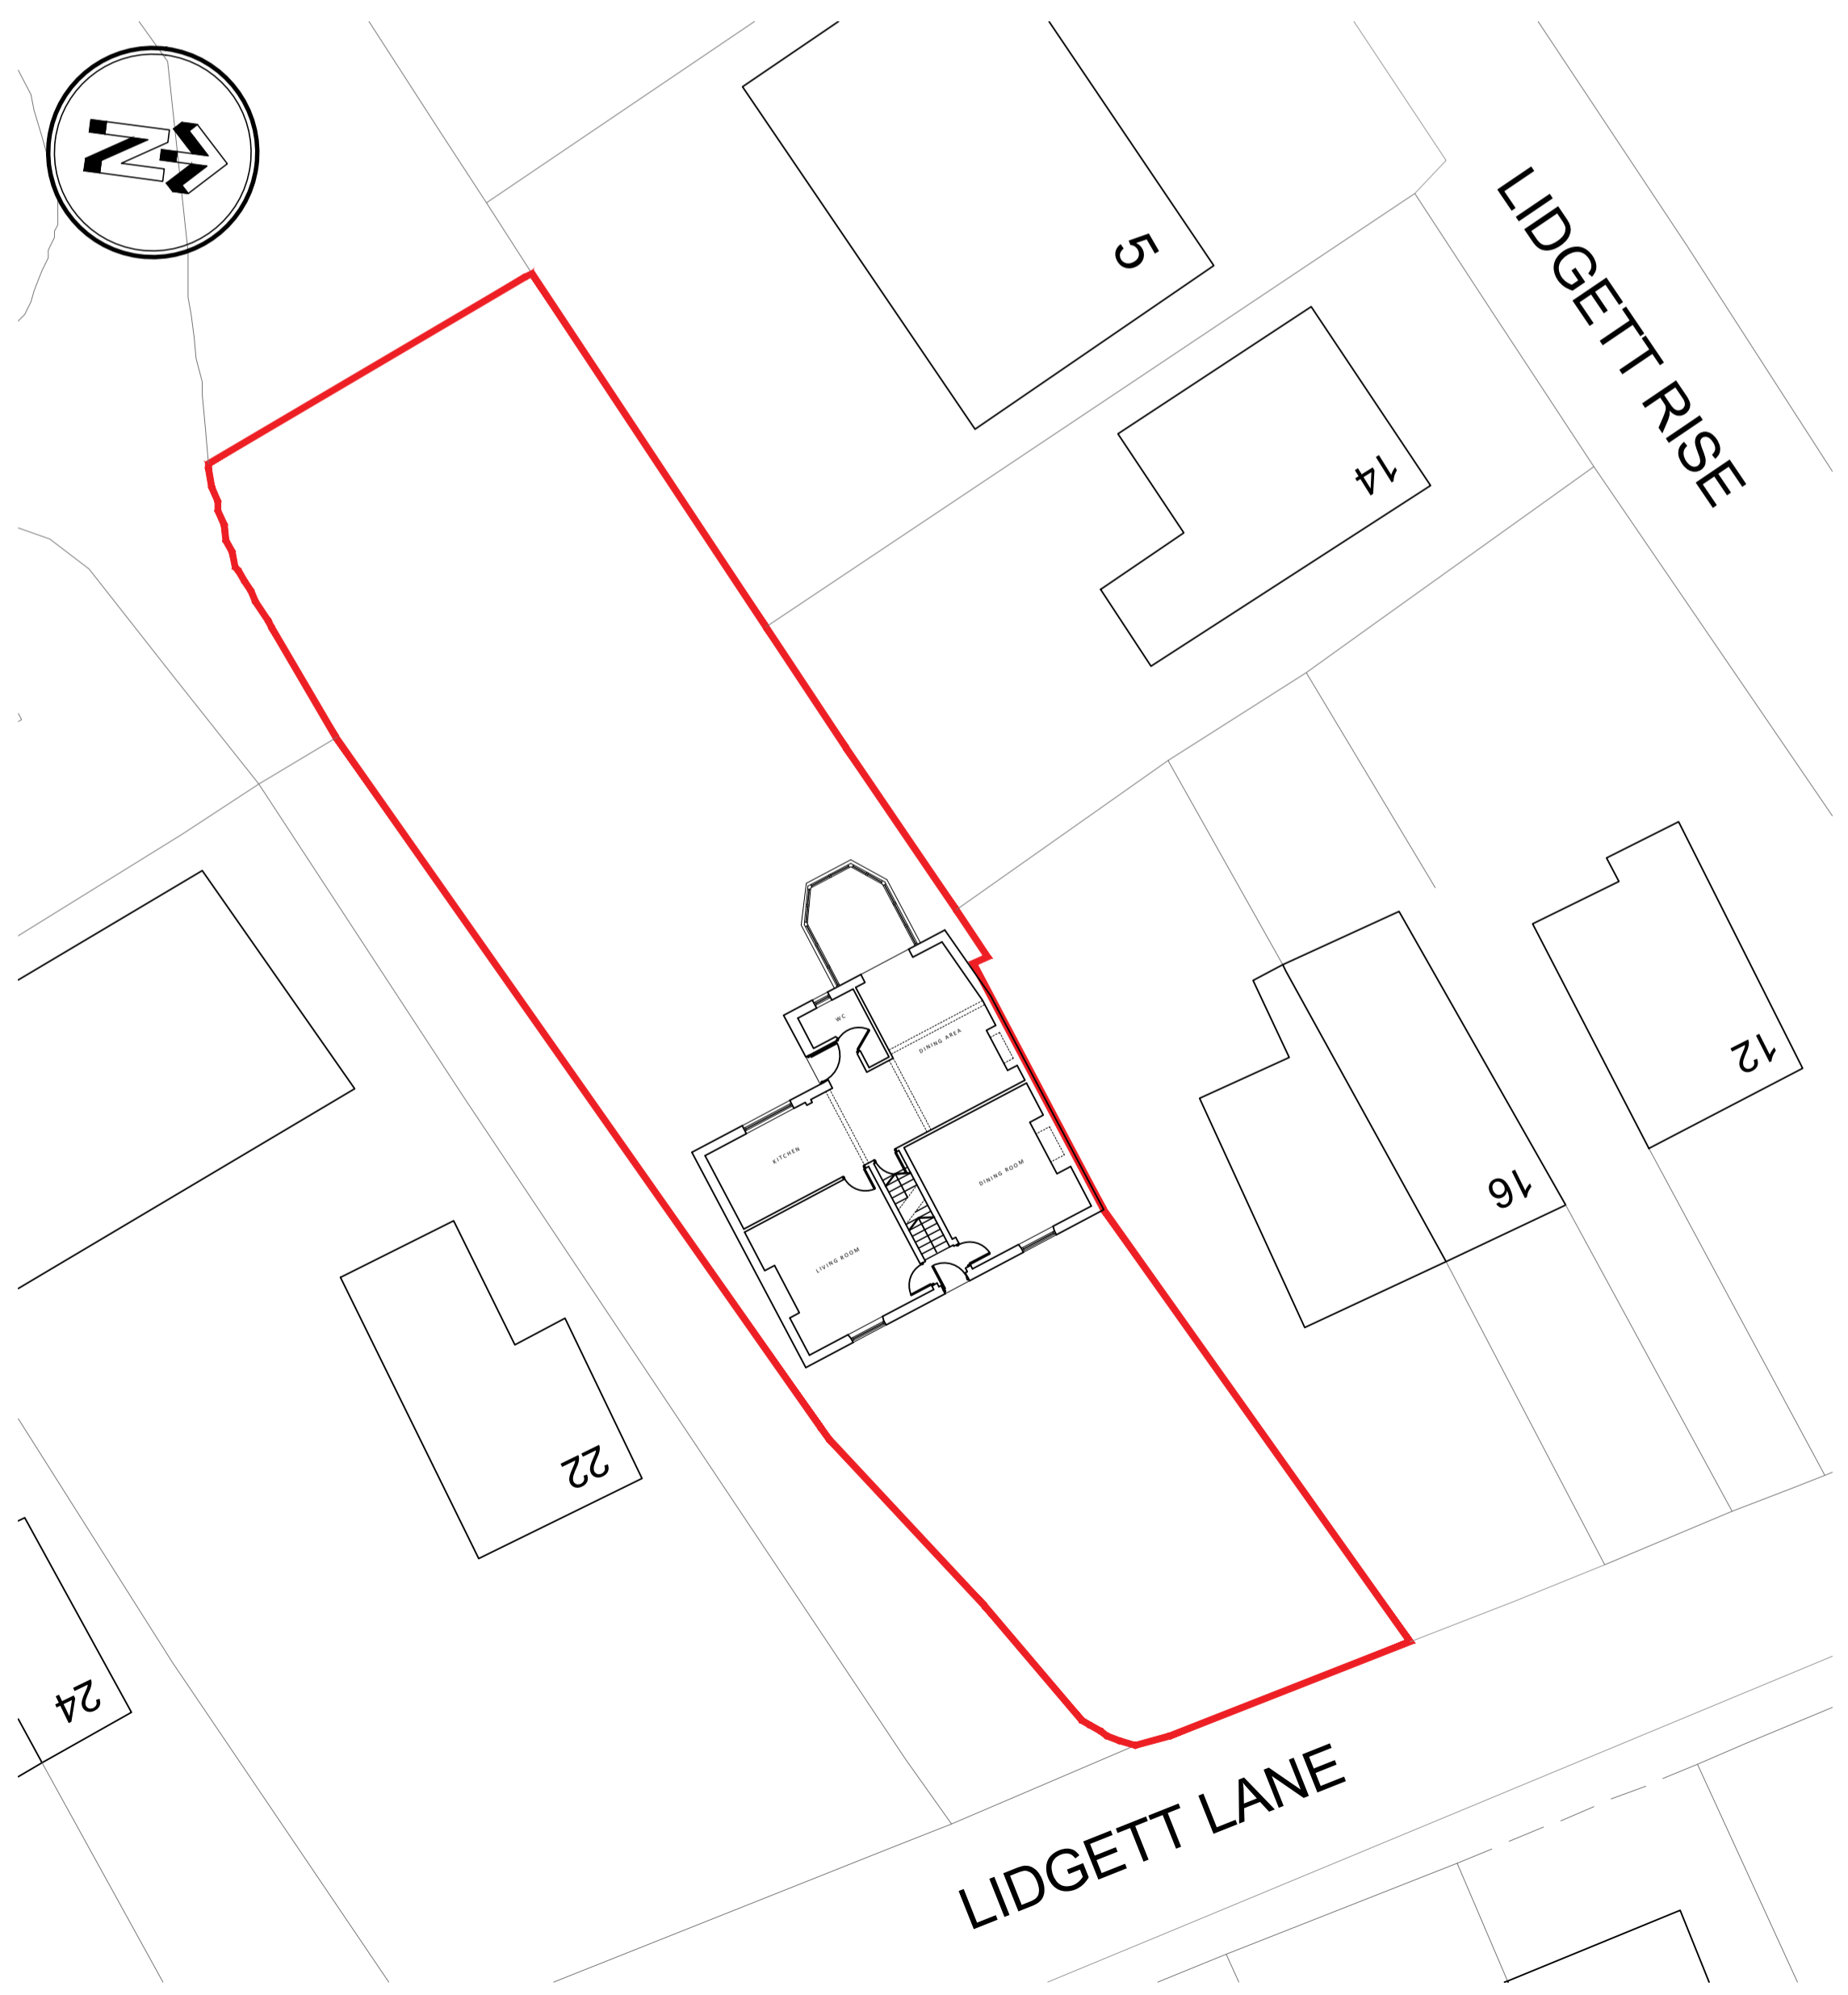 N
5
LIDGETT RISE
14
WC
DINING AREA
12
KITCHEN
DINING ROOM
16
LIVING ROOM
22
24
LIDGETT LANE